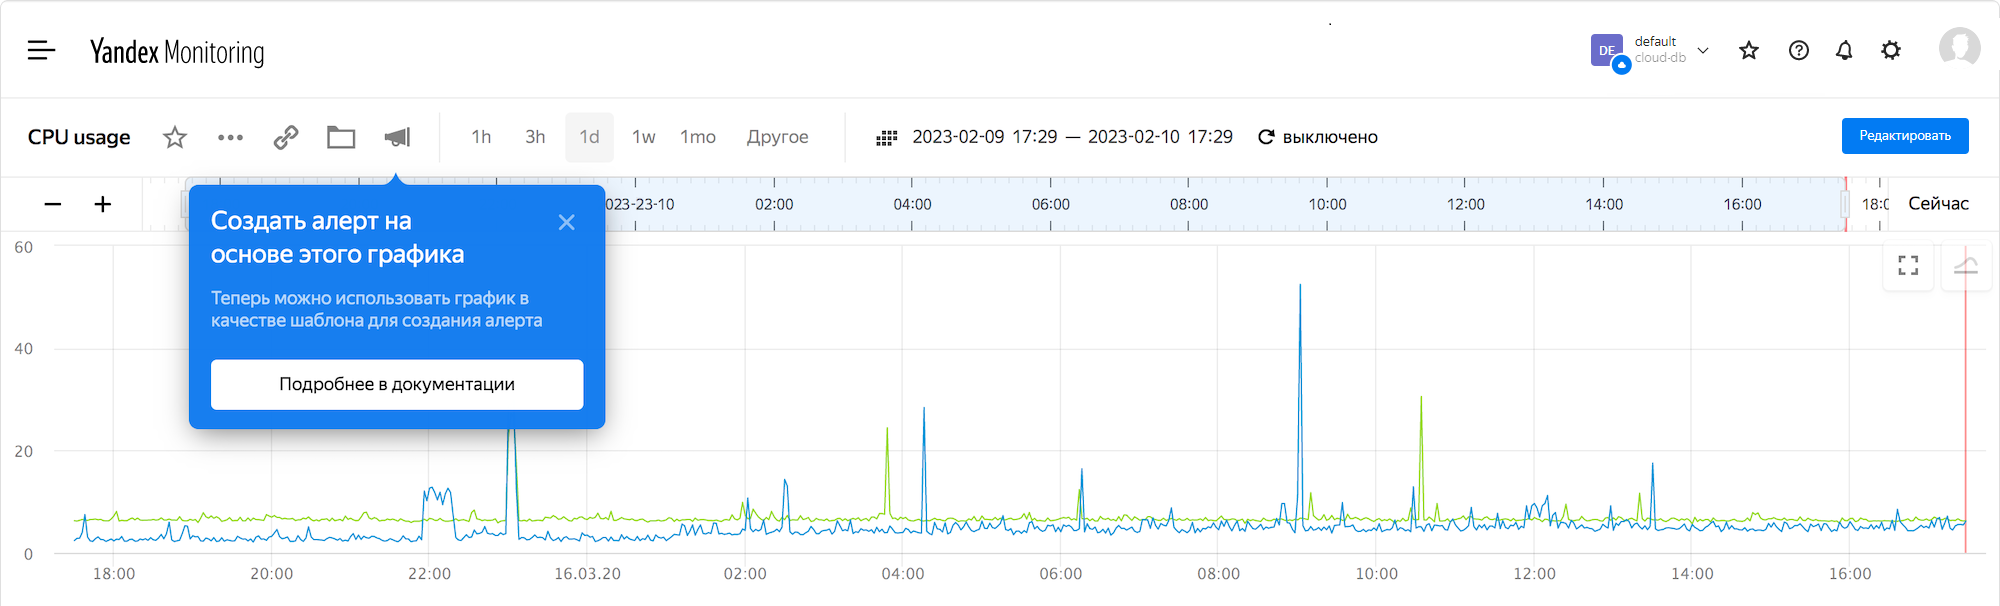 Yandex Monitoring
DE
default
cloud-db
CPU usage
1h 3h 1d 1w 1mo Другое
2023-02-09 17:29 — 2023-02-10 17:29
выключено
Редактировать
023-23-10 02:00 04:00 06:00 08:00 10:00 12:00 14:00 16:00 18:0
Сейчас
Создать алерт на
основе этого графика
Теперь можно использовать график в
качестве шаблона для создания алерта
Подробнее в документации
60
40
20
0
18:00 20:00 22:00 16.03.20 02:00 04:00 06:00 08:00 10:00 12:00 14:00 16:00